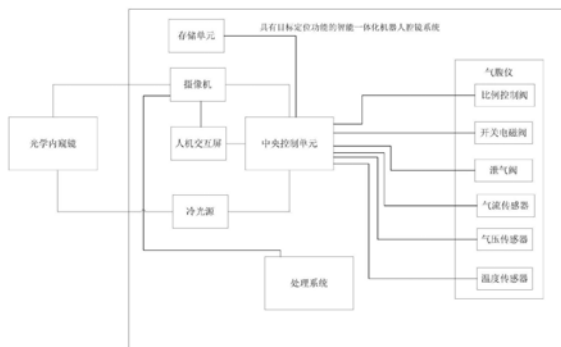 具有目标定位功能的智能一体化机器人腔镜系统
存储单元
摄像机
气腹仪
比例控制阀
光学内窥镜
人机交互屏
中央控制单元
开关电磁阀
泄气阀
冷光源
气流传感器
气压传感器
处理系统
温度传感器